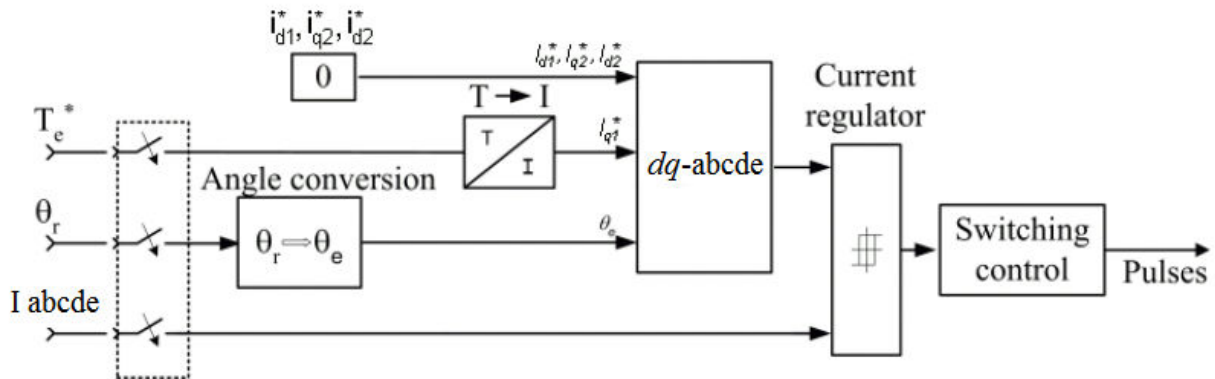 i*d1, i*q2, i*d2
0
I*d1, I*q2, I*d2
T → I
Te*
T
I
I*q1
dq-abcde
Current
regulator
Angle conversion
θr
θr ⇒ θe
θe
Switching
control
Pulses
I abcde